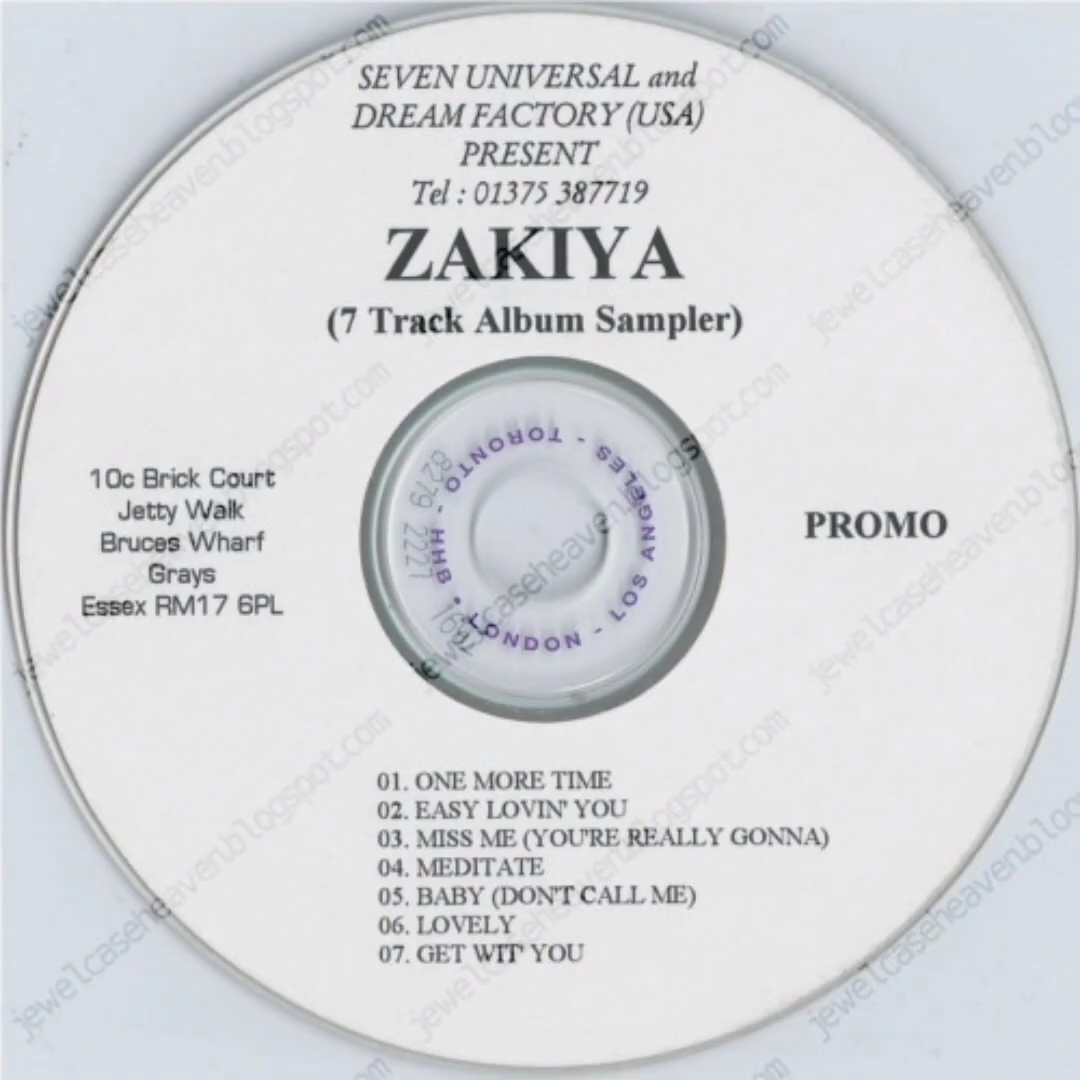 SEVEN UNIVERSAL and
DREAM FACTORY (USA)
PRESENT
Tel : 01375 387719
ZAKIYA
(7 Track Album Sampler)
10c Brick Court
Jetty Walk
Bruces Wharf
Grays
Essex RM17 6PL
PROMO
HHB • LONDON - LOS ANGELES - TORONTO -
8279 2227
01. ONE MORE TIME
02. EASY LOVIN' YOU
03. MISS ME (YOU'RE REALLY GONNA)
04. MEDITATE
05. BABY (DON'T CALL ME)
06. LOVELY
07. GET WIT' YOU
jewelcaseheaven.blogspot.com